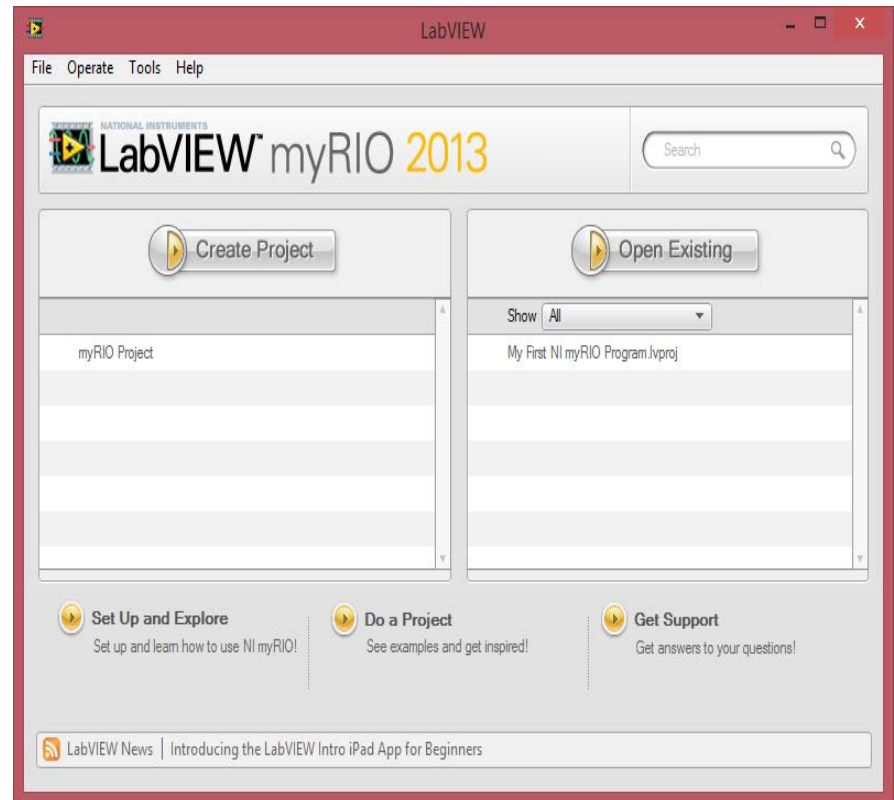 LabVIEW
File Operate Tools Help
NATIONAL INSTRUMENTS
LabVIEW™ myRIO 2013
Search
Create Project
Open Existing
Show All
myRIO Project
My First NI myRIO Program.lvproj
Set Up and Explore
Set up and learn how to use NI myRIO!
Do a Project
See examples and get inspired!
Get Support
Get answers to your questions!
LabVIEW News | Introducing the LabVIEW Intro iPad App for Beginners